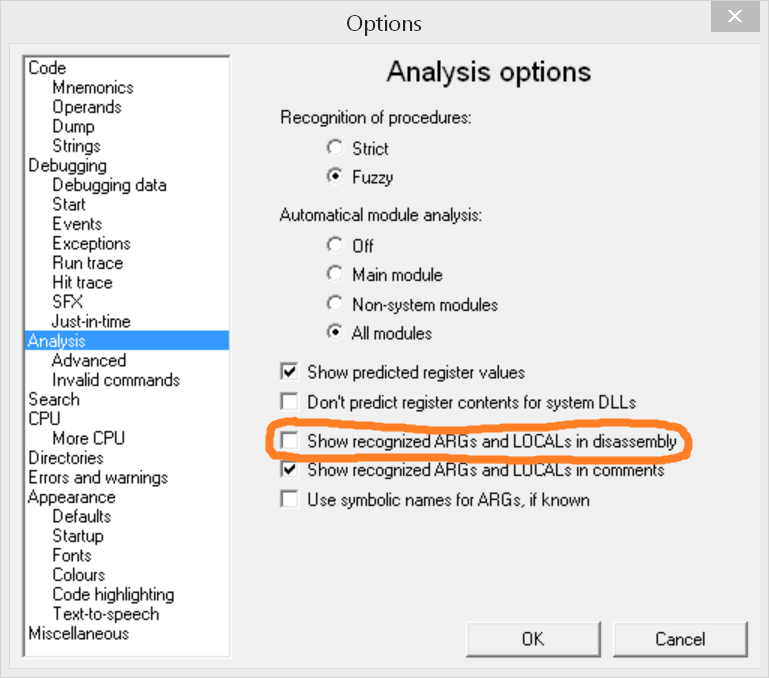 Options
Code
Mnemonics
Operands
Dump
Strings
Debugging
Debugging data
Start
Events
Exceptions
Run trace
Hit trace
SFX
Just-in-time
Analysis
Advanced
Invalid commands
Search
CPU
More CPU
Directories
Errors and warnings
Appearance
Defaults
Startup
Fonts
Colours
Code highlighting
Text-to-speech
Miscellaneous
Analysis options
Recognition of procedures:
Strict
Fuzzy
Automatical module analysis:
Off
Main module
Non-system modules
All modules
Show predicted register values
Don't predict register contents for system DLLs
Show recognized ARGs and LOCALs in disassembly
Show recognized ARGs and LOCALs in comments
Use symbolic names for ARGs, if known
OK
Cancel